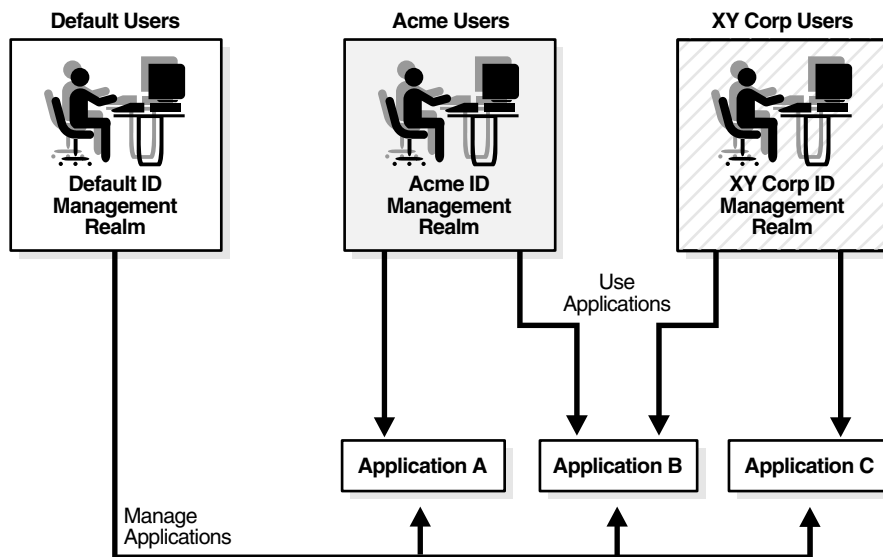 Default Users
Acme Users
XY Corp Users
Default ID
Management
Realm
Acme ID
Management
Realm
XY Corp ID
Management
Realm
Use
Applications
Application A
Application B
Application C
Manage
Applications